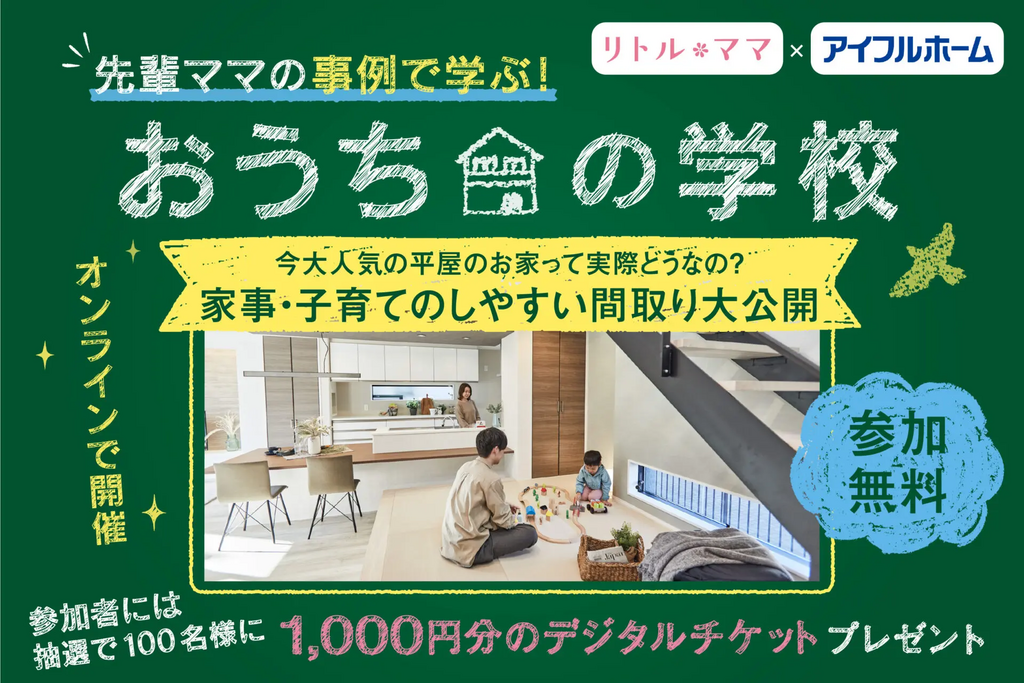 リトル・ママ × アイフルホーム
先輩ママの事例で学ぶ!
おうちの学校
今大人気の平屋のお家って実際どうなの?
家事・子育てのしやすい間取り大公開
オンラインで開催
参加
無料
参加者には
抽選で100名様に
1,000円分のデジタルチケットプレゼント